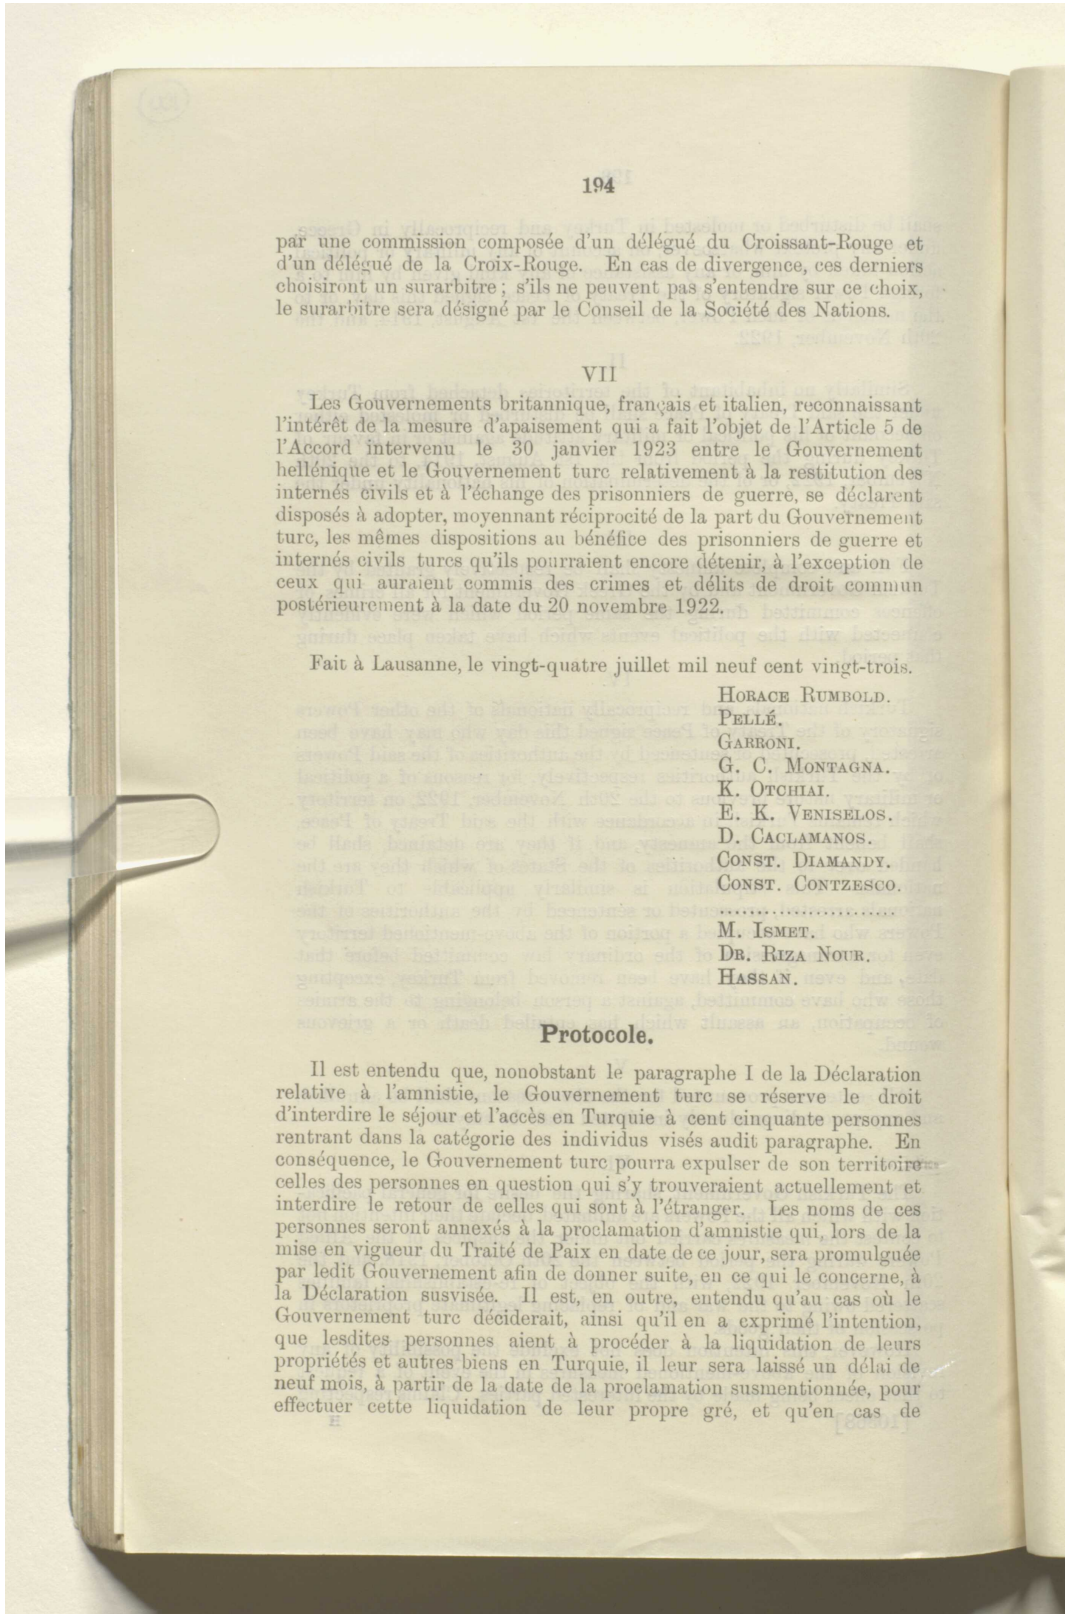 194
par une commission composée d'un délégué du Croissant-Rouge et
d'un délégué de la Croix-Rouge. En cas de divergence, ces derniers
choisiront un surarbitre ; s'ils ne peuvent pas s'entendre sur ce choix,
le surarbitre sera désigné par le Conseil de la Société des Nations.
VII
Les Gouvernements britannique, français et italien, reconnaissant
l'intérêt de la mesure d'apaisement qui a fait l'objet de l'Article 5 de
l'Accord intervenu le 30 janvier 1923 entre le Gouvernement
hellénique et le Gouvernement turc relativement à la restitution des
internés civils et à l'échange des prisonniers de guerre, se déclarent
disposés à adopter, moyennant réciprocité de la part du Gouvernement
turc, les mêmes dispositions au bénéfice des prisonniers de guerre et
internés civils turcs qu'ils pourraient encore détenir, à l'exception de
ceux qui auraient commis des crimes et délits de droit commun
postérieurement à la date du 20 novembre 1922.
Fait à Lausanne, le vingt-quatre juillet mil neuf cent vingt-trois.
HORACE RUMBOLD.
PELLÉ.
GARRONI.
G. C. MONTAGNA.
K. OTCHIAI.
E. K. VENISELOS.
D. CACLAMANOS.
CONST. DIAMANDY.
CONST. CONTZESCO.
........................
M. ISMET.
DR. RIZA NOUR.
HASSAN.
Protocole.
Il est entendu que, nonobstant le paragraphe I de la Déclaration
relative à l'amnistie, le Gouvernement turc se réserve le droit
d'interdire le séjour et l'accès en Turquie à cent cinquante personnes
rentrant dans la catégorie des individus visés audit paragraphe. En
conséquence, le Gouvernement turc pourra expulser de son territoire
celles des personnes en question qui s'y trouveraient actuellement et
interdire le retour de celles qui sont à l'étranger. Les noms de ces
personnes seront annexés à la proclamation d'amnistie qui, lors de la
mise en vigueur du Traité de Paix en date de ce jour, sera promulguée
par ledit Gouvernement afin de donner suite, en ce qui le concerne, à
la Déclaration susvisée. Il est, en outre, entendu qu'au cas où le
Gouvernement turc déciderait, ainsi qu'il en a exprimé l'intention,
que lesdites personnes aient à procéder à la liquidation de leurs
propriétés et autres biens en Turquie, il leur sera laissé un délai de
neuf mois, à partir de la date de la proclamation susmentionnée, pour
effectuer cette liquidation de leur propre gré, et qu'en cas de